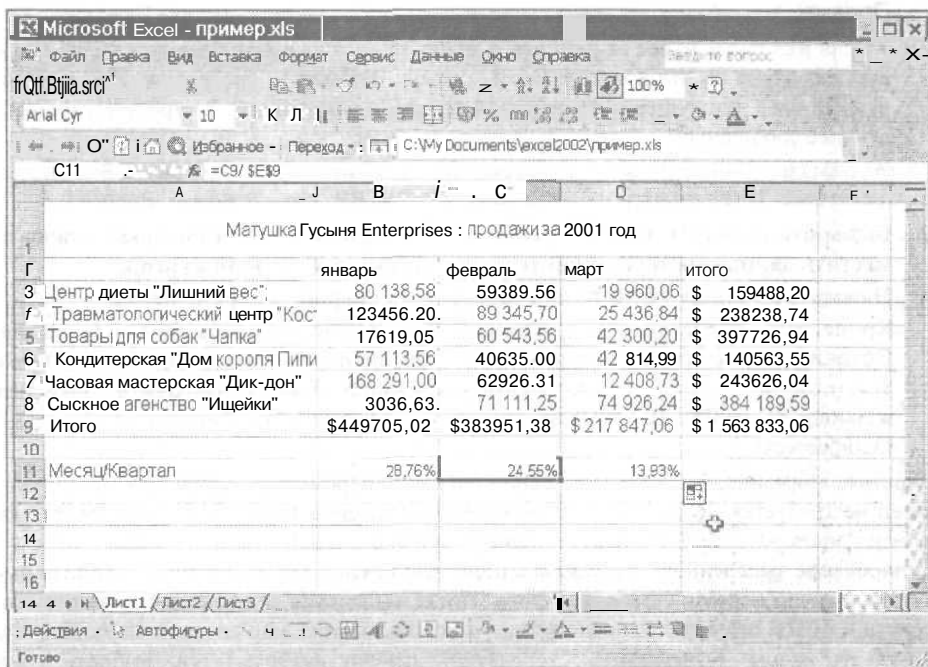 Microsoft Excel - пример.xls
Файл Правка Вид Вставка Формат Сервис Данные Окно Справка Введите вопрос
frQtf.Btjiia.srci^1 100%
Arial Cyr 10 К Л
Избранное Переход C:\My Documents\excel2002\пример.xls
C11 =C9/ $E$9
A B C D E F
Матушка Гусыня Enterprises : продажи за 2001 год
январь февраль март итого
3 Центр диеты "Лишний вес" 80 138,58 59389.56 19 960,06 $ 159488,20
f Травматологический центр "Кос 123456.20. 89 345,70 25 436,84 $ 238238,74
5 Товары для собак "Чапка" 17619,05 60 543,56 42 300,20 $ 397726,94
6 Кондитерская "Дом короля Пипи 57 113,56 40635.00 42 814,99 $ 140563,55
7 Часовая мастерская "Дик-дон" 168 291,00 62926.31 12 408,73 $ 243626,04
8 Сыскное агенство "Ищейки" 3036,63. 71 111,25 74 926,24 $ 384 189,59
9 Итого $449705,02 $383951,38 $ 217 847,06 $ 1 563 833,06
10
11 Месяц/Квартал 28,76% 24.55% 13,93%
12
13
14
15
16
14 4 Лист1 / Лист2 / Лист3 /
Действия Автофигуры
Готово